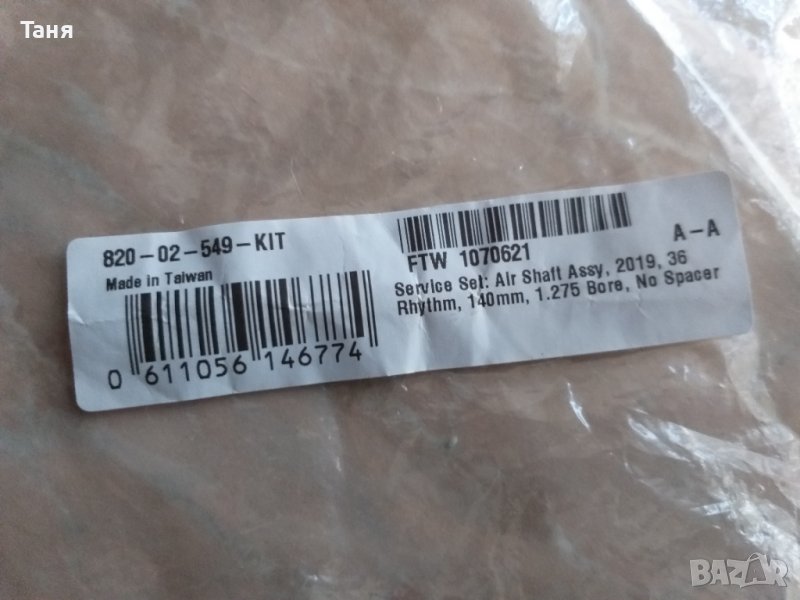 Таня
820-02-549-KIT
Made in Taiwan
0 611056 146774
FTW 1070621
A-A
Service Set: Air Shaft Assy, 2019, 36
Rhythm, 140mm, 1.275 Bore, No Spacer
BAZAR